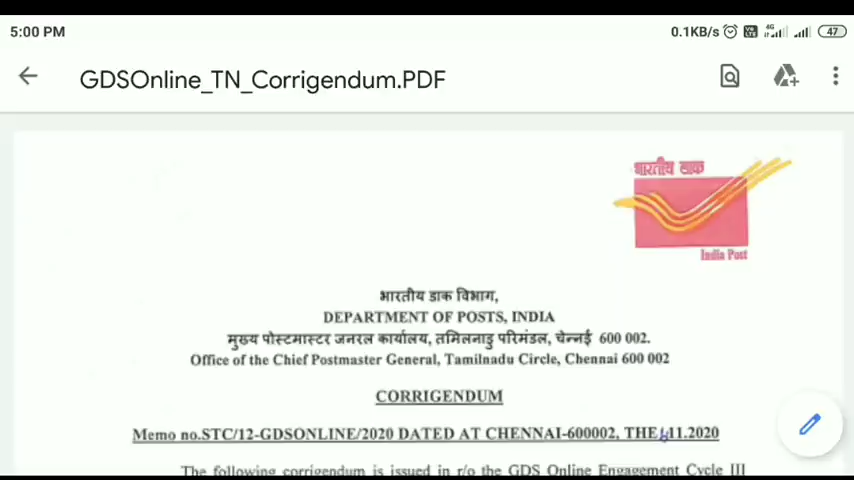 5:00 PM
0.1KB/s 4G 47
GDSOnline_TN_Corrigendum.PDF
भारतीय डाक
India Post
भारतीय डाक विभाग,
DEPARTMENT OF POSTS, INDIA
मुख्य पोस्टमास्टर जनरल कार्यालय, तमिलनाडु परिमंडल, चेन्नई 600 002.
Office of the Chief Postmaster General, Tamilnadu Circle, Chennai 600 002
CORRIGENDUM
Memo no.STC/12-GDSONLINE/2020 DATED AT CHENNAI-600002, THE .11.2020
The following corrigendum is issued in r/o the GDS Online Engagement Cycle III